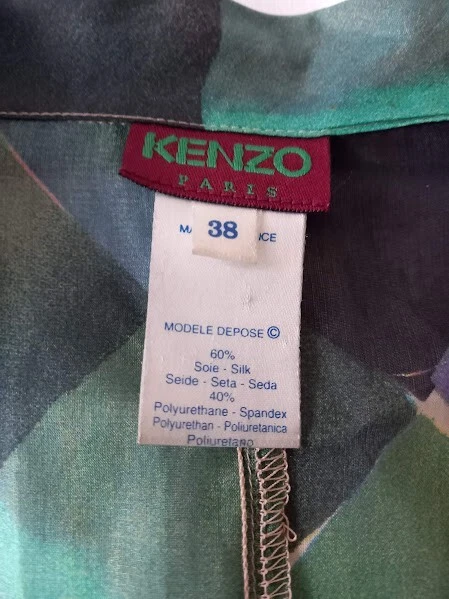 KENZO
PARIS
38
MODELE DEPOSE ©
60%
Soie - Silk
Seide - Seta - Seda
40%
Polyurethane - Spandex
Polyurethan - Poliuretanica
Poliuretano